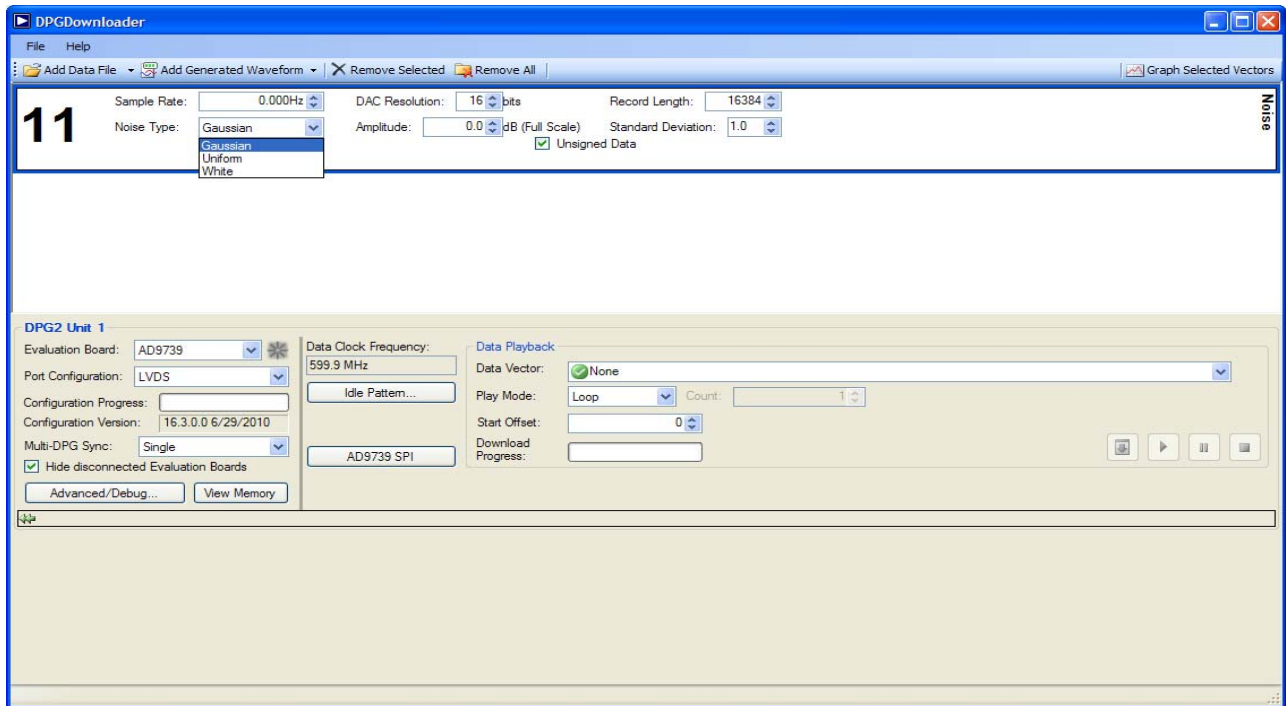 DPGDownloader
File Help
Add Data File Add Generated Waveform Remove Selected Remove All Graph Selected Vectors
11
Sample Rate: 0.000Hz DAC Resolution: 16 bits Record Length: 16384
Noise Type: Gaussian Amplitude: 0.0 dB (Full Scale) Standard Deviation: 1.0
Gaussian
Uniform
White
Unsigned Data
Noise
DPG2 Unit 1
Evaluation Board: AD9739
Port Configuration: LVDS
Configuration Progress:
Configuration Version: 16.3.0.0 6/29/2010
Multi-DPG Sync: Single
Hide disconnected Evaluation Boards
Advanced/Debug... View Memory
Data Clock Frequency:
599.9 MHz
Idle Pattern...
AD9739 SPI
Data Playback
Data Vector: None
Play Mode: Loop Count: 1
Start Offset: 0
Download
Progress: